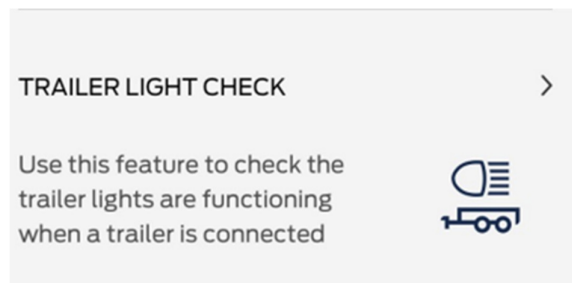 TRAILER LIGHT CHECK
Use this feature to check the
trailer lights are functioning
when a trailer is connected